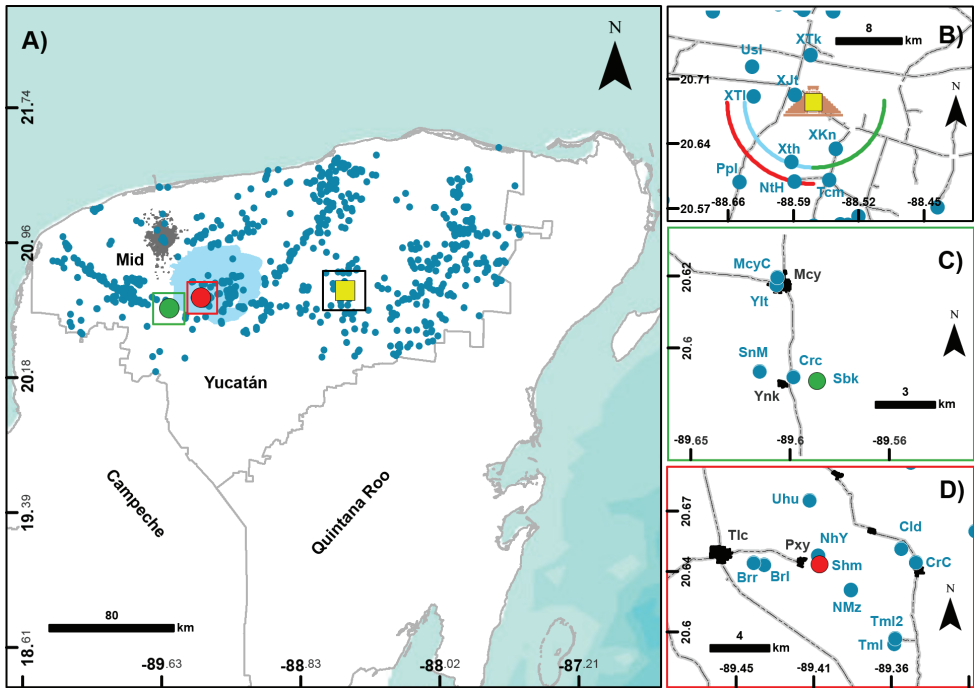 A)
N
21.74
20.96
20.18
19.39
18.61
Mid
Yucatán
Campeche
Quintana Roo
80
km
-89.63
-88.83
-88.02
-87.21
B)
8
km
N
XTk
Usl
XJt
XTl
XKn
Xth
Ppl
NtH
Tcm
20.71
20.64
20.57
-88.66
-88.59
-88.52
-88.45
C)
N
McyC
Mcy
Ylt
SnM
Crc
Sbk
Ynk
3
km
20.62
20.6
-89.65
-89.6
-89.56
D)
N
Uhu
Tlc
Pxy
NhY
Cld
Shm
CrC
Brr
Brl
NMz
Tml2
Tml
4
km
20.67
20.64
20.6
-89.45
-89.41
-89.36